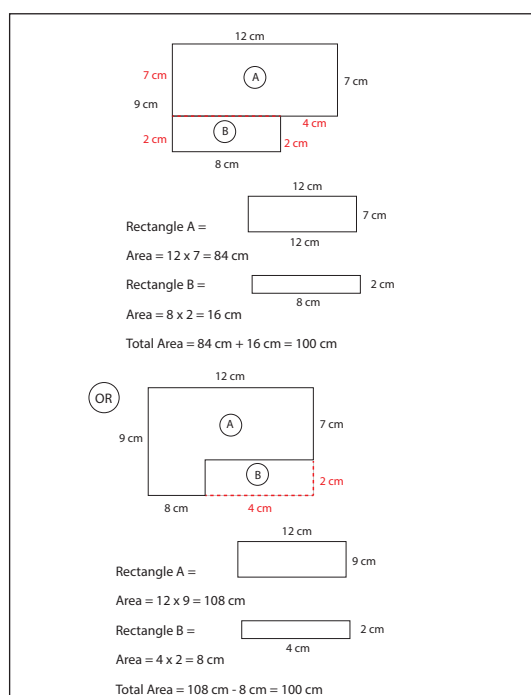 12 cm
7 cm
A
7 cm
9 cm
4 cm
B
2 cm
2 cm
8 cm
12 cm
7 cm
Rectangle A =
12 cm
Area = 12 x 7 = 84 cm
Rectangle B =
2 cm
8 cm
Area = 8 x 2 = 16 cm
Total Area = 84 cm + 16 cm = 100 cm
12 cm
OR
A
7 cm
9 cm
B
2 cm
8 cm
4 cm
12 cm
9 cm
Rectangle A =
Area = 12 x 9 = 108 cm
Rectangle B =
2 cm
4 cm
Area = 4 x 2 = 8 cm
Total Area = 108 cm - 8 cm = 100 cm